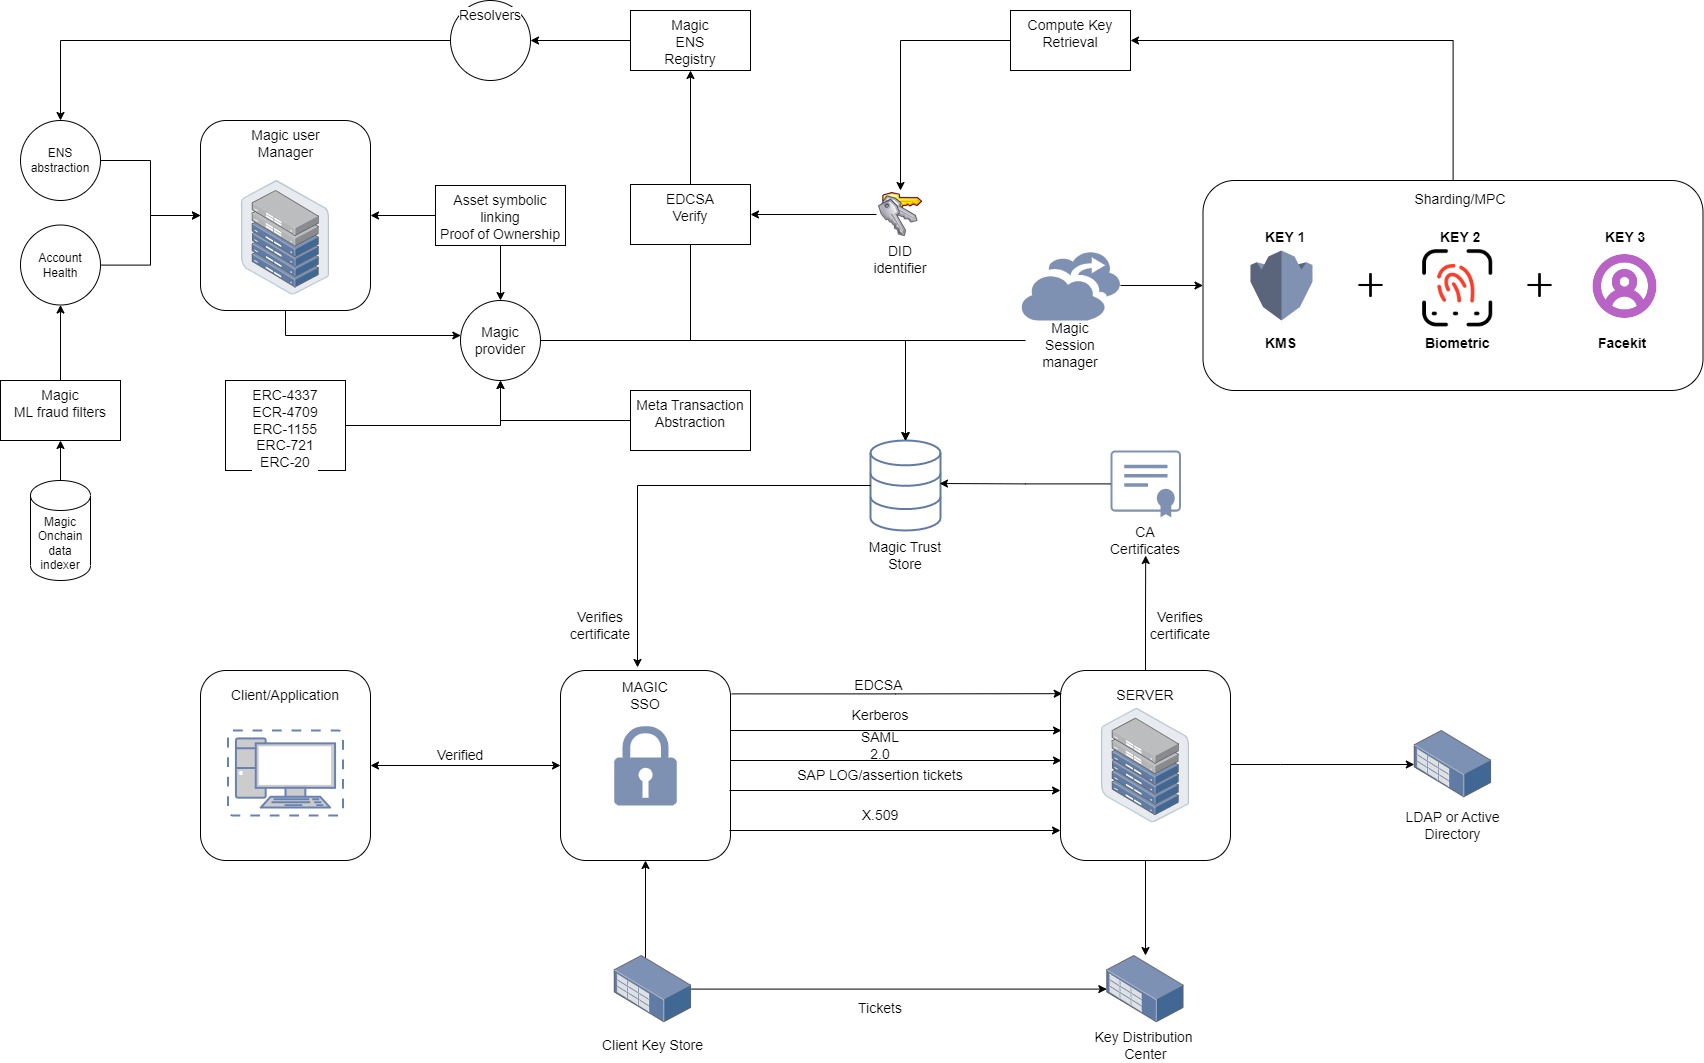 Resolvers
Magic
ENS
Registry
Compute Key
Retrieval
ENS
abstraction
Magic user
Manager
Asset symbolic
linking
Proof of Ownership
EDCSA
Verify
DID
identifier
Sharding/MPC
KEY 1
KEY 2
KEY 3
KMS
Biometric
Facekit
Account
Health
Magic
provider
Magic
Session
manager
Magic
ML fraud filters
ERC-4337
ECR-4709
ERC-1155
ERC-721
ERC-20
Meta Transaction
Abstraction
Magic
Onchain
data
indexer
Magic Trust
Store
CA
Certificates
Verifies
certificate
Verifies
certificate
Client/Application
Verified
MAGIC
SSO
EDCSA
Kerberos
SAML
2.0
SAP LOG/assertion tickets
X.509
SERVER
LDAP or Active
Directory
Client Key Store
Tickets
Key Distribution
Center